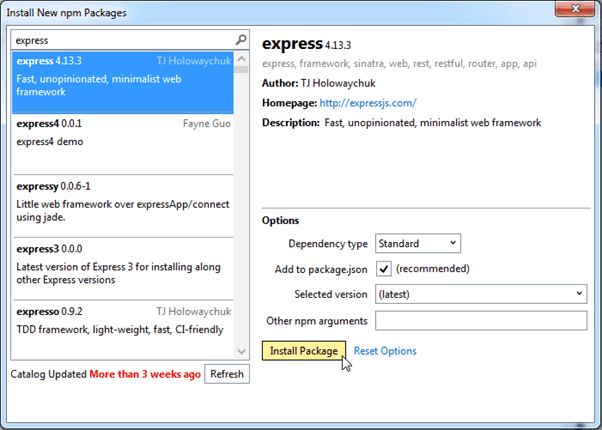 Install New npm Packages
express
express 4.13.3 TJ Holowaychuk
Fast, unopinionated, minimalist web
framework
express4 0.0.1 Fayne Guo
express4 demo
expressy 0.0.6-1
Little web framework over expressApp/connect
using jade.
express3 0.0.0
Latest version of Express 3 for installing along
other Express versions
expresso 0.9.2 TJ Holowaychuk
TDD framework, light-weight, fast, CI-friendly
Catalog Updated More than 3 weeks ago Refresh
express 4.13.3
express, framework, sinatra, web, rest, restful, router, app, api
Author: TJ Holowaychuk
Homepage: http://expressjs.com/
Description: Fast, unopinionated, minimalist web framework
Options
Dependency type Standard
Add to package.json (recommended)
Selected version (latest)
Other npm arguments
Install Package Reset Options